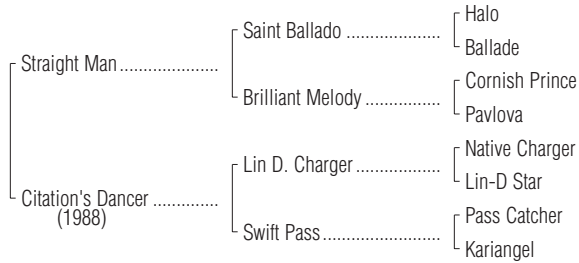 Halo
Saint Ballado ....................
Ballade
Straight Man .....................
Cornish Prince
Brilliant Melody ................
Pavlova
Native Charger
Lin D. Charger ..................
Lin-D Star
Citation's Dancer ..............
(1988)
Pass Catcher
Swift Pass .........................
Kariangel